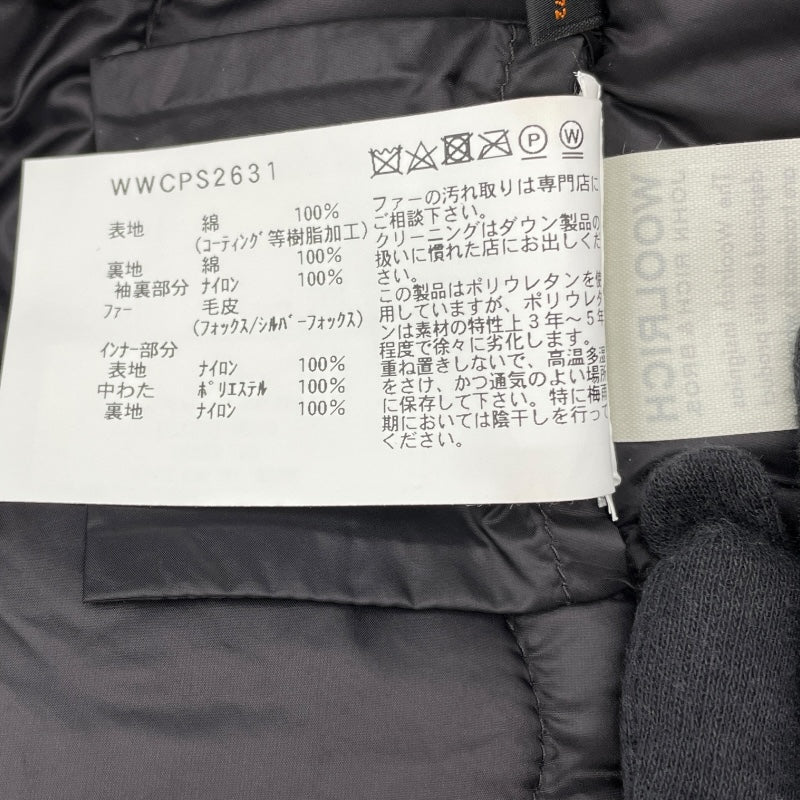 WWCPS2631
表地 綿 100%
(コーティング等樹脂加工)
裏地 綿 100%
袖裏部分 ナイロン 100%
ファー 毛皮
(フォックス/シルバーフォックス)
インナー部分
表地 ナイロン 100%
中わた ポリエステル 100%
裏地 ナイロン 100%
P W
ファーの汚れ取りは専門店に
ご相談下さい。
クリーニングはダウン製品の
扱いに慣れた店にお出しくだ
さい。
この製品はポリウレタンを使
用していますが、ポリウレタ
ンは素材の特性上3年～5年
程度で徐々に劣化します。
重ね置きしないで、高温多湿
をさけ、かつ通気のよい場所
に保存して下さい。特に梅雨
期においては陰干しを行って
ください。
WOOLRICH
JOHN RICH & BROS.
72